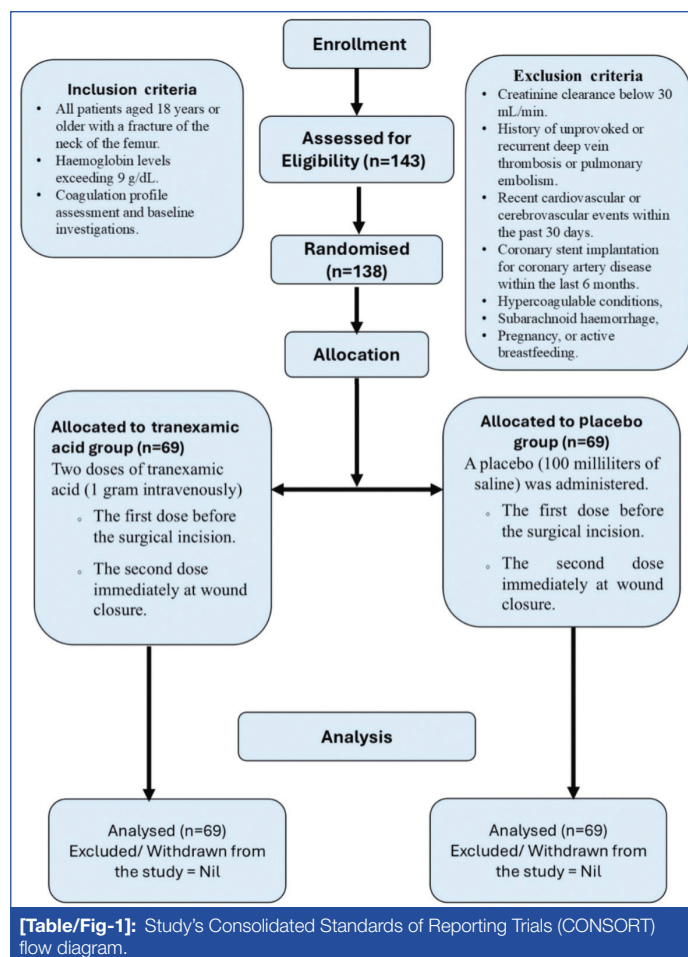 Enrollment
Inclusion criteria
• All patients aged 18 years or
older with a fracture of the
neck of the femur.
• Haemoglobin levels
exceeding 9 g/dL.
• Coagulation profile
assessment and baseline
investigations.
Exclusion criteria
• Creatinine clearance below 30
mL/min.
• History of unprovoked or
recurrent deep vein
thrombosis or pulmonary
embolism.
• Recent cardiovascular or
cerebrovascular events within
the past 30 days.
• Coronary stent implantation
for coronary artery disease
within the last 6 months.
• Hypercoagulable conditions,
• Subarachnoid haemorrhage,
• Pregnancy, or active
breastfeeding.
Assessed for
Eligibility (n=143)
Randomised
(n=138)
Allocation
Allocated to tranexamic
acid group (n=69)
Two doses of tranexamic
acid (1 gram intravenously)
◦ The first dose before
the surgical incision.
◦ The second dose
immediately at wound
closure.
Allocated to placebo
group (n=69)
A placebo (100 milliliters of
saline) was administered.
◦ The first dose before
the surgical incision.
◦ The second dose
immediately at wound
closure.
Analysis
Analysed (n=69)
Excluded/ Withdrawn from
the study = Nil
Analysed (n=69)
Excluded/ Withdrawn from
the study = Nil
[Table/Fig-1]: Study's Consolidated Standards of Reporting Trials (CONSORT)
flow diagram.